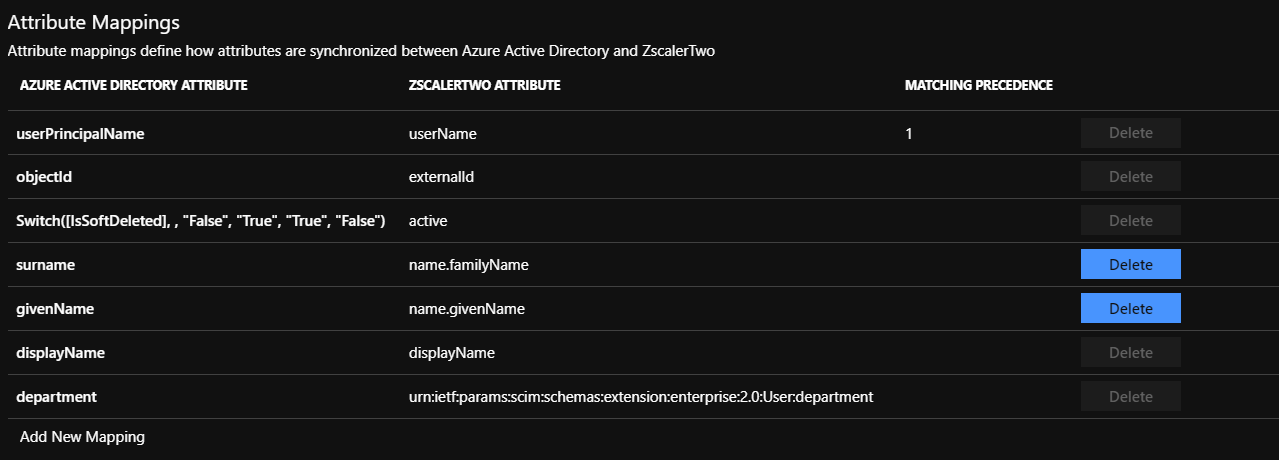 Attribute Mappings
Attribute mappings define how attributes are synchronized between Azure Active Directory and ZscalerTwo
AZURE ACTIVE DIRECTORY ATTRIBUTE ZSCALERTWO ATTRIBUTE MATCHING PRECEDENCE
userPrincipalName userName 1 Delete
objectId externalId Delete
Switch([IsSoftDeleted], , "False", "True", "True", "False") active Delete
surname name.familyName Delete
givenName name.givenName Delete
displayName displayName Delete
department urn:ietf:params:scim:schemas:extension:enterprise:2.0:User:department Delete
Add New Mapping